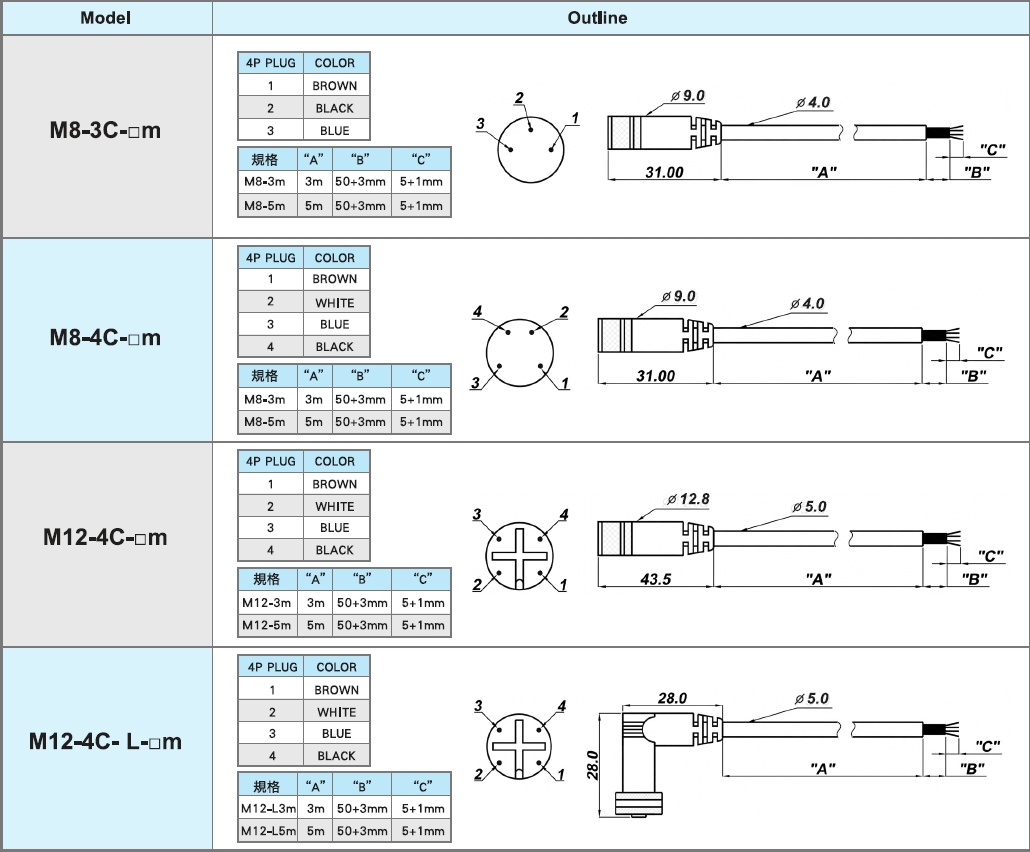 Model Outline
M8-3C-□m
4P PLUG COLOR
1 BROWN
2 BLACK
3 BLUE
規格 “A” “B” “C”
M8-3m 3m 50+3mm 5+1mm
M8-5m 5m 50+3mm 5+1mm
2
3 1
⌀9.0
⌀4.0
31.00 "A" "B" "C"
M8-4C-□m
4P PLUG COLOR
1 BROWN
2 WHITE
3 BLUE
4 BLACK
規格 “A” “B” “C”
M8-3m 3m 50+3mm 5+1mm
M8-5m 5m 50+3mm 5+1mm
4 2
3 1
⌀9.0
⌀4.0
31.00 "A" "B" "C"
M12-4C-□m
4P PLUG COLOR
1 BROWN
2 WHITE
3 BLUE
4 BLACK
規格 “A” “B” “C”
M12-3m 3m 50+3mm 5+1mm
M12-5m 5m 50+3mm 5+1mm
3 4
2 1
⌀12.8
⌀5.0
43.5 "A" "B" "C"
M12-4C- L-□m
4P PLUG COLOR
1 BROWN
2 WHITE
3 BLUE
4 BLACK
規格 “A” “B” “C”
M12-L3m 3m 50+3mm 5+1mm
M12-L5m 5m 50+3mm 5+1mm
3 4
2 1
28.0
⌀5.0
28.0
"A" "B" "C"